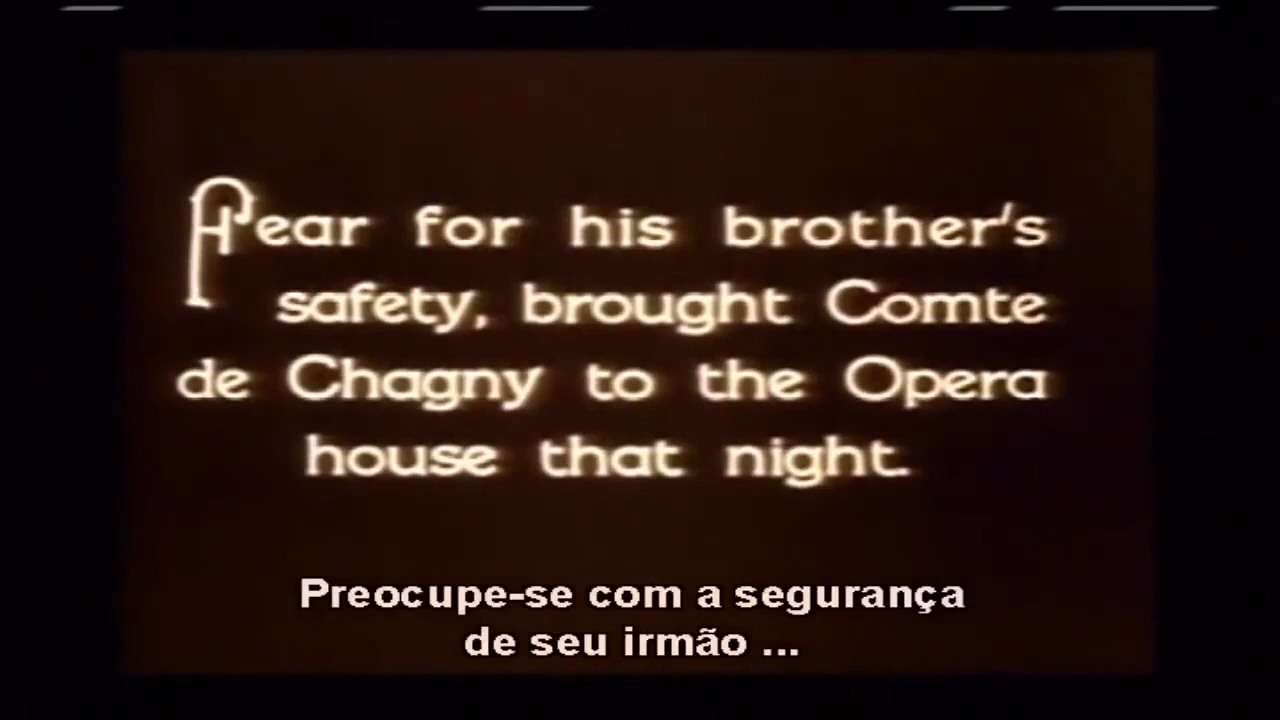 Fear for his brother's
safety, brought Comte
de Chagny to the Opera
house that night.
Preocupe-se com a segurança
de seu irmão ...